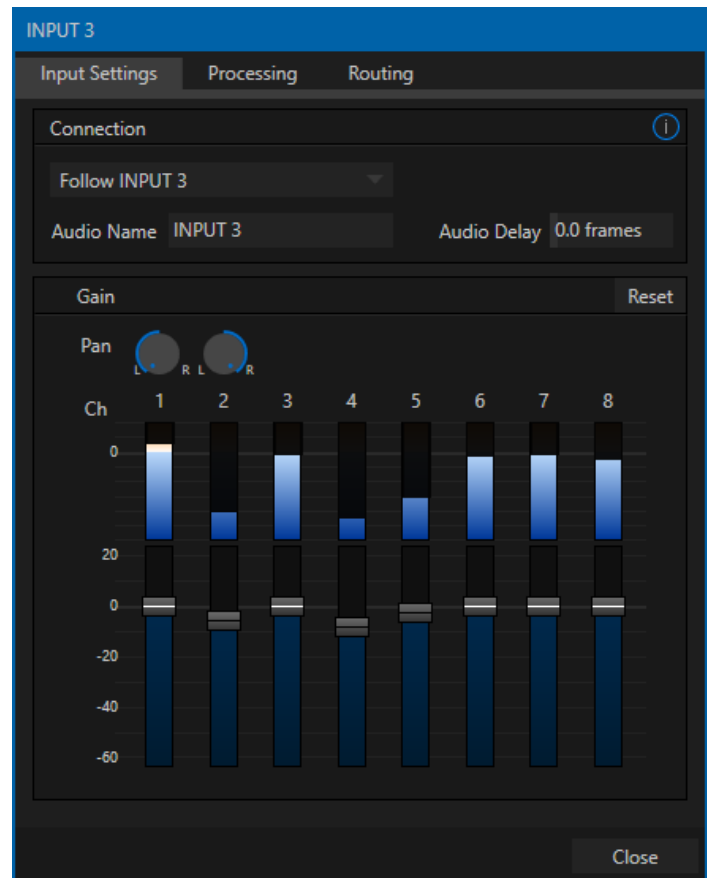 INPUT 3
Input Settings Processing Routing
Connection i
Follow INPUT 3
Audio Name INPUT 3 Audio Delay 0.0 frames
Gain Reset
Pan L R L R
Ch 1 2 3 4 5 6 7 8
0
20
0
-20
-40
-60
Close